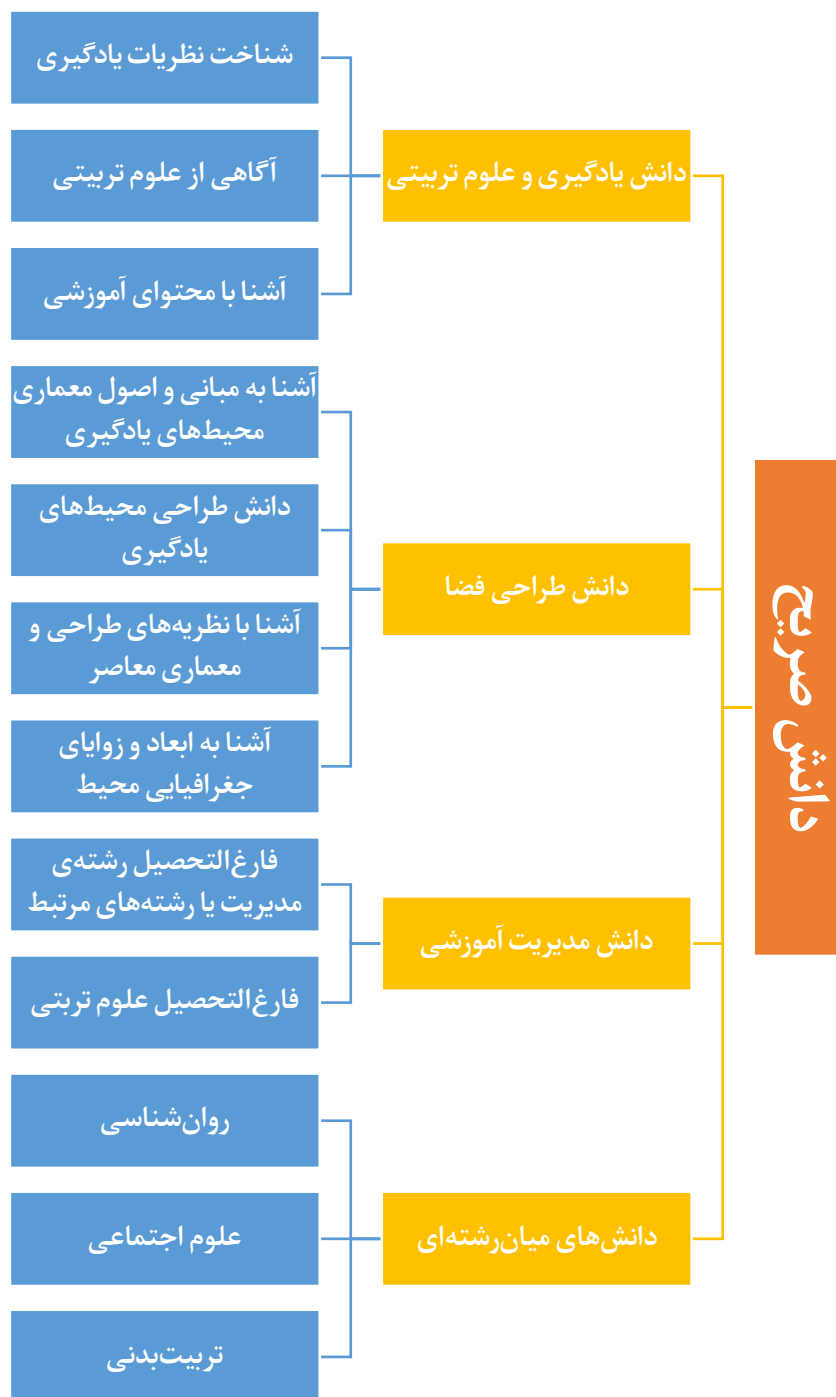 دانش صریح
دانش یادگیری و علوم تربیتی
شناخت نظریات یادگیری
آگاهی از علوم تربیتی
آشنا با محتوای آموزشی
دانش طراحی فضا
آشنا به مبانی و اصول معماری
محیط‌های یادگیری
دانش طراحی محیط‌های
یادگیری
آشنا با نظریه‌های طراحی و
معماری معاصر
آشنا به ابعاد و زوایای
جغرافیایی محیط
دانش مدیریت آموزشی
فارغ‌التحصیل رشته‌ی
مدیریت یا رشته‌های مرتبط
فارغ‌التحصیل علوم تربتی
دانش‌های میان‌رشته‌ای
روان‌شناسی
علوم اجتماعی
تربیت‌بدنی